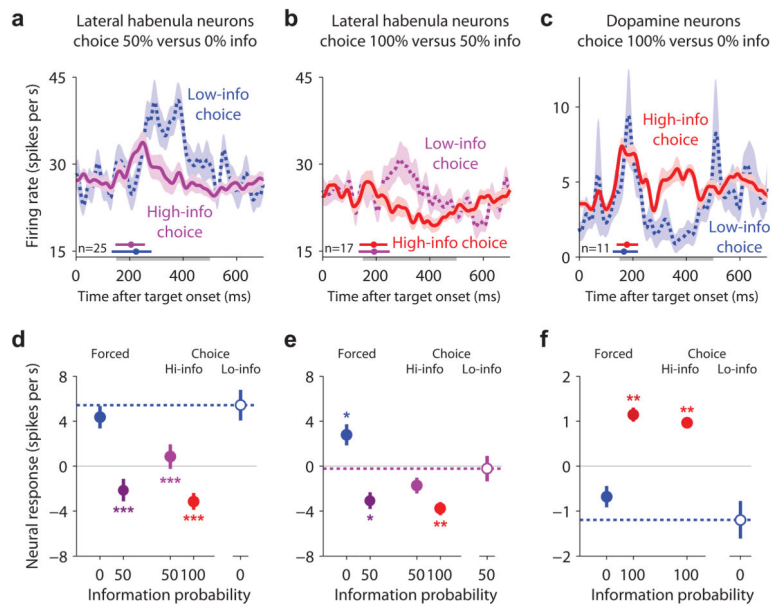 a
Lateral habenula neurons
choice 50% versus 0% info
b
Lateral habenula neurons
choice 100% versus 50% info
c
Dopamine neurons
choice 100% versus 0% info
Firing rate (spikes per s)
45
30
15
Low-info
choice
High-info
choice
n=25
0 200 400 600
Time after target onset (ms)
45
30
15
Low-info
choice
High-info choice
n=17
0 200 400 600
Time after target onset (ms)
10
5
0
High-info
choice
Low-info
choice
n=11
0 200 400 600
Time after target onset (ms)
d
Forced
Choice
Hi-info
Lo-info
Neural response (spikes per s)
8
4
0
−4
−8
***
***
***
0 50 50 100 0
Information probability
e
Forced
Choice
Hi-info
Lo-info
8
4
0
−4
−8
*
*
**
0 50 50 100 50
Information probability
f
Forced
Choice
Hi-info
Lo-info
2
1
0
−1
−2
**
**
0 100 100 0
Information probability